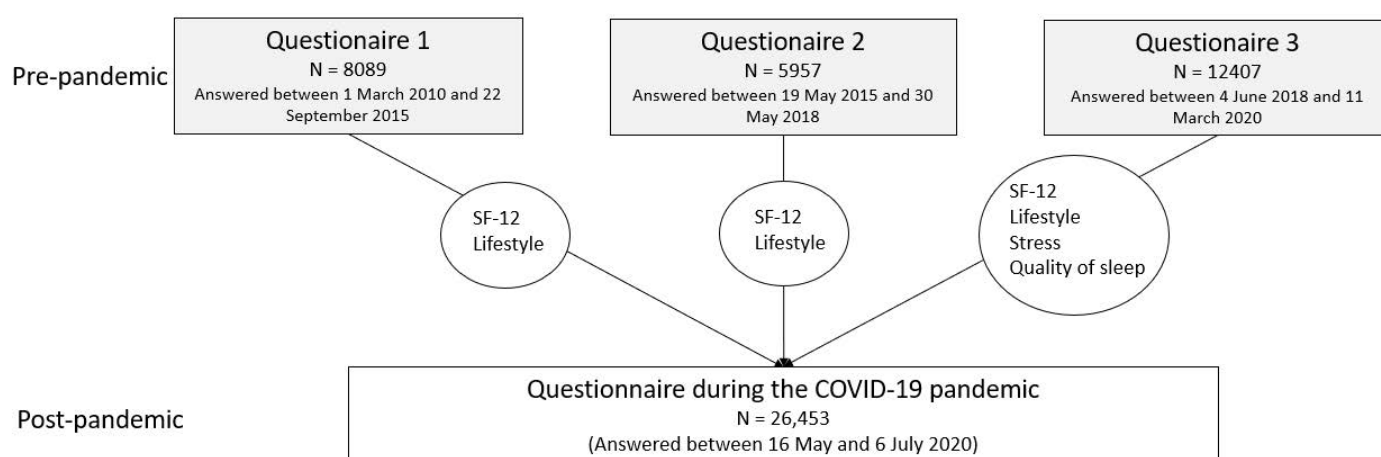 Pre-pandemic
Questionaire 1
N = 8089
Answered between 1 March 2010 and 22
September 2015
Questionaire 2
N = 5957
Answered between 19 May 2015 and 30
May 2018
Questionaire 3
N = 12407
Answered between 4 June 2018 and 11
March 2020
SF-12
Lifestyle
SF-12
Lifestyle
SF-12
Lifestyle
Stress
Quality of sleep
Post-pandemic
Questionnaire during the COVID-19 pandemic
N = 26,453
(Answered between 16 May and 6 July 2020)